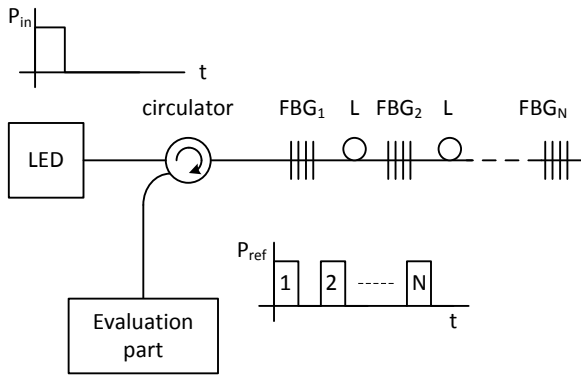 P_in
t
circulator
FBG_1 L FBG_2 L FBG_N
LED
P_ref
1 2 N
t
Evaluation
part